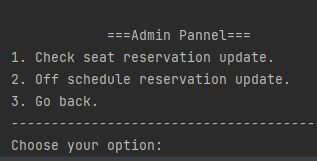 ===Admin Pannel===
1. Check seat reservation update.
2. Off schedule reservation update.
3. Go back.
--------------------------------------
Choose your option: